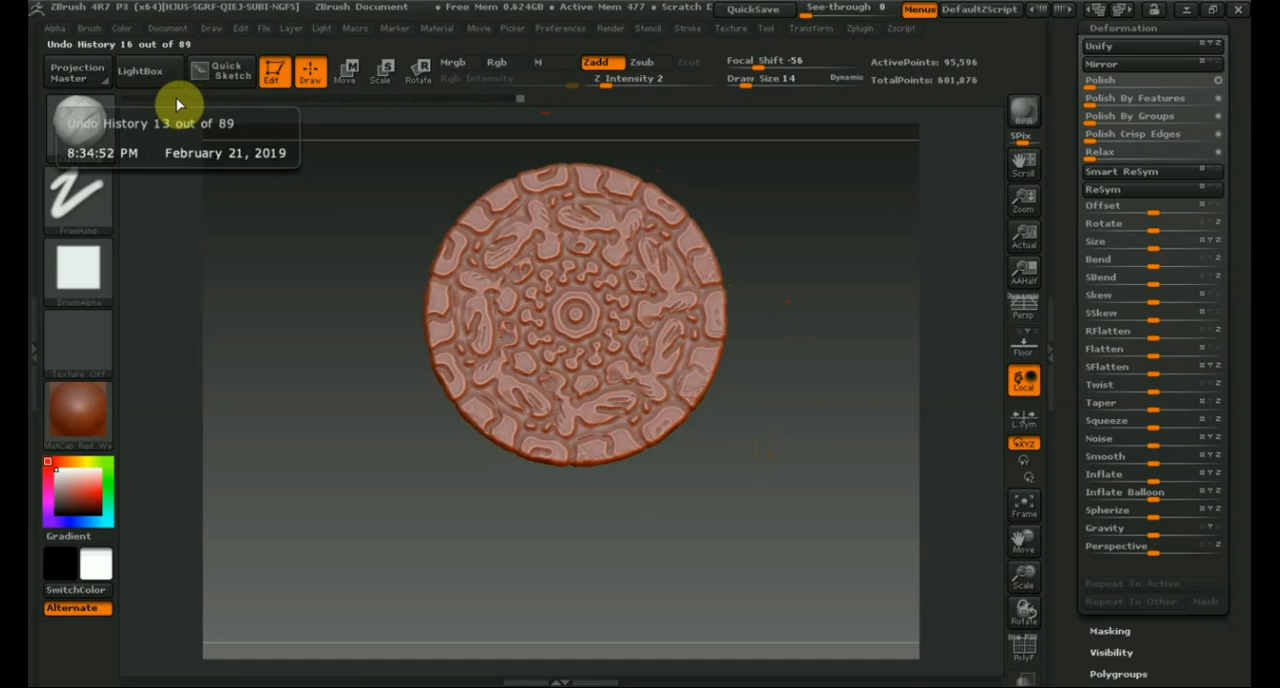 ZBrush 4R7 P3 (x64)[HJUS-SGRF-QIEJ-SUBI-NGFS] ZBrush Document • Free Mem 0.624GB • Active Mem 477 • Scratch D QuickSave See-through 0 Menus DefaultZScript
Alpha Brush Color Document Draw Edit File Layer Light Macro Marker Material Movie Picker Preferences Render Stencil Stroke Texture Tool Transform Zplugin Zscript
Undo History 16 out of 89
Projection Master
LightBox
Quick Sketch
Edit
Draw
Move
Scale
Rotate
Mrgb Rgb M
Rgb Intensity
Zadd Zsub Zcut
Z Intensity 2
Focal Shift -56
Draw Size 14 Dynamic
ActivePoints: 95,596
TotalPoints: 601,876
Undo History 13 out of 89
8:34:52 PM February 21, 2019
FreeHand
BrushAlpha
Texture Off
MatCap Red Wa
Gradient
SwitchColor
Alternate
BPR
SPix
Scroll
Zoom
Actual
AAHalf
Dynamic
Persp
Floor
Local
L.Sym
XYZ
Frame
Move
Scale
Rotate
Line Fill
PolyF
Deformation
Unify
Mirror
Polish
Polish By Features
Polish By Groups
Polish Crisp Edges
Relax
Smart ReSym
ReSym
Offset
Rotate
Size
Bend
SBend
Skew
SSkew
RFlatten
Flatten
SFlatten
Twist
Taper
Squeeze
Noise
Smooth
Inflate
Inflate Balloon
Spherize
Gravity
Perspective
Repeat To Active
Repeat To Other Mask
Masking
Visibility
Polygroups